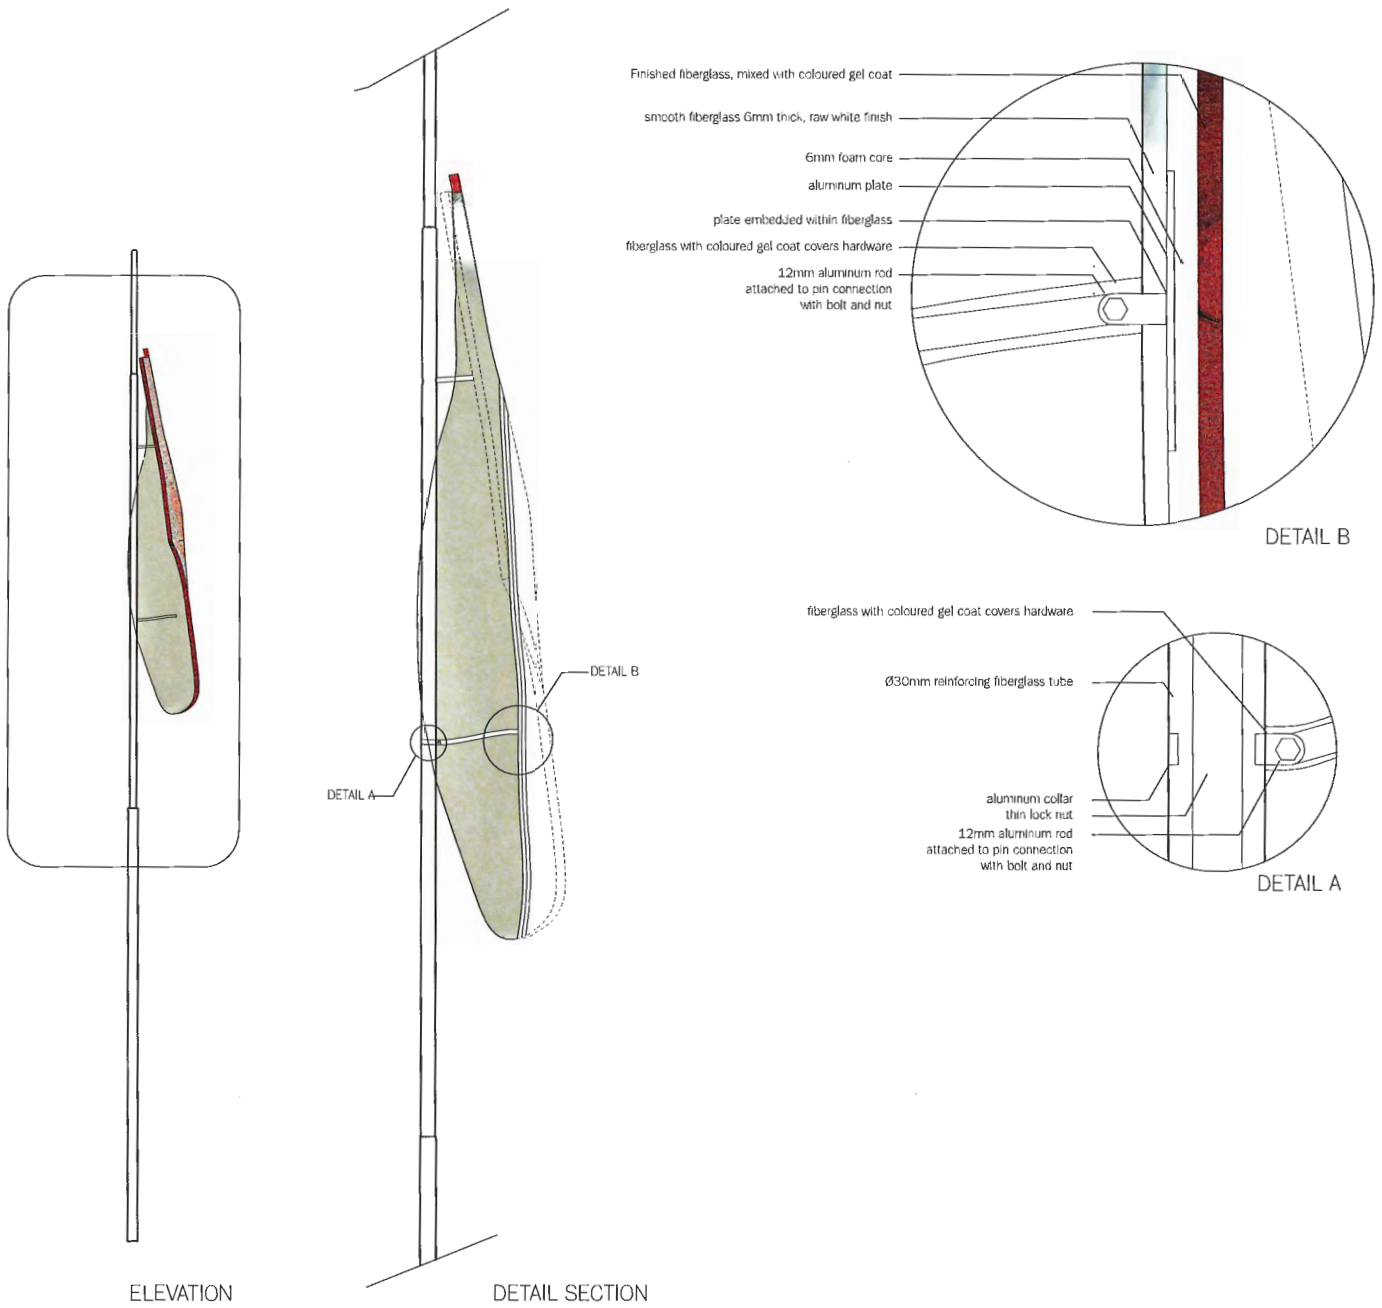 Finished fiberglass, mixed with coloured gel coat
smooth fiberglass 6mm thick, raw white finish
6mm foam core
aluminum plate
plate embedded within fiberglass
fiberglass with coloured gel coat covers hardware
12mm aluminum rod
attached to pin connection
with bolt and nut
DETAIL B
fiberglass with coloured gel coat covers hardware
Ø30mm reinforcing fiberglass tube
aluminum collar
thin lock nut
12mm aluminum rod
attached to pin connection
with bolt and nut
DETAIL A
DETAIL B
DETAIL A
ELEVATION
DETAIL SECTION